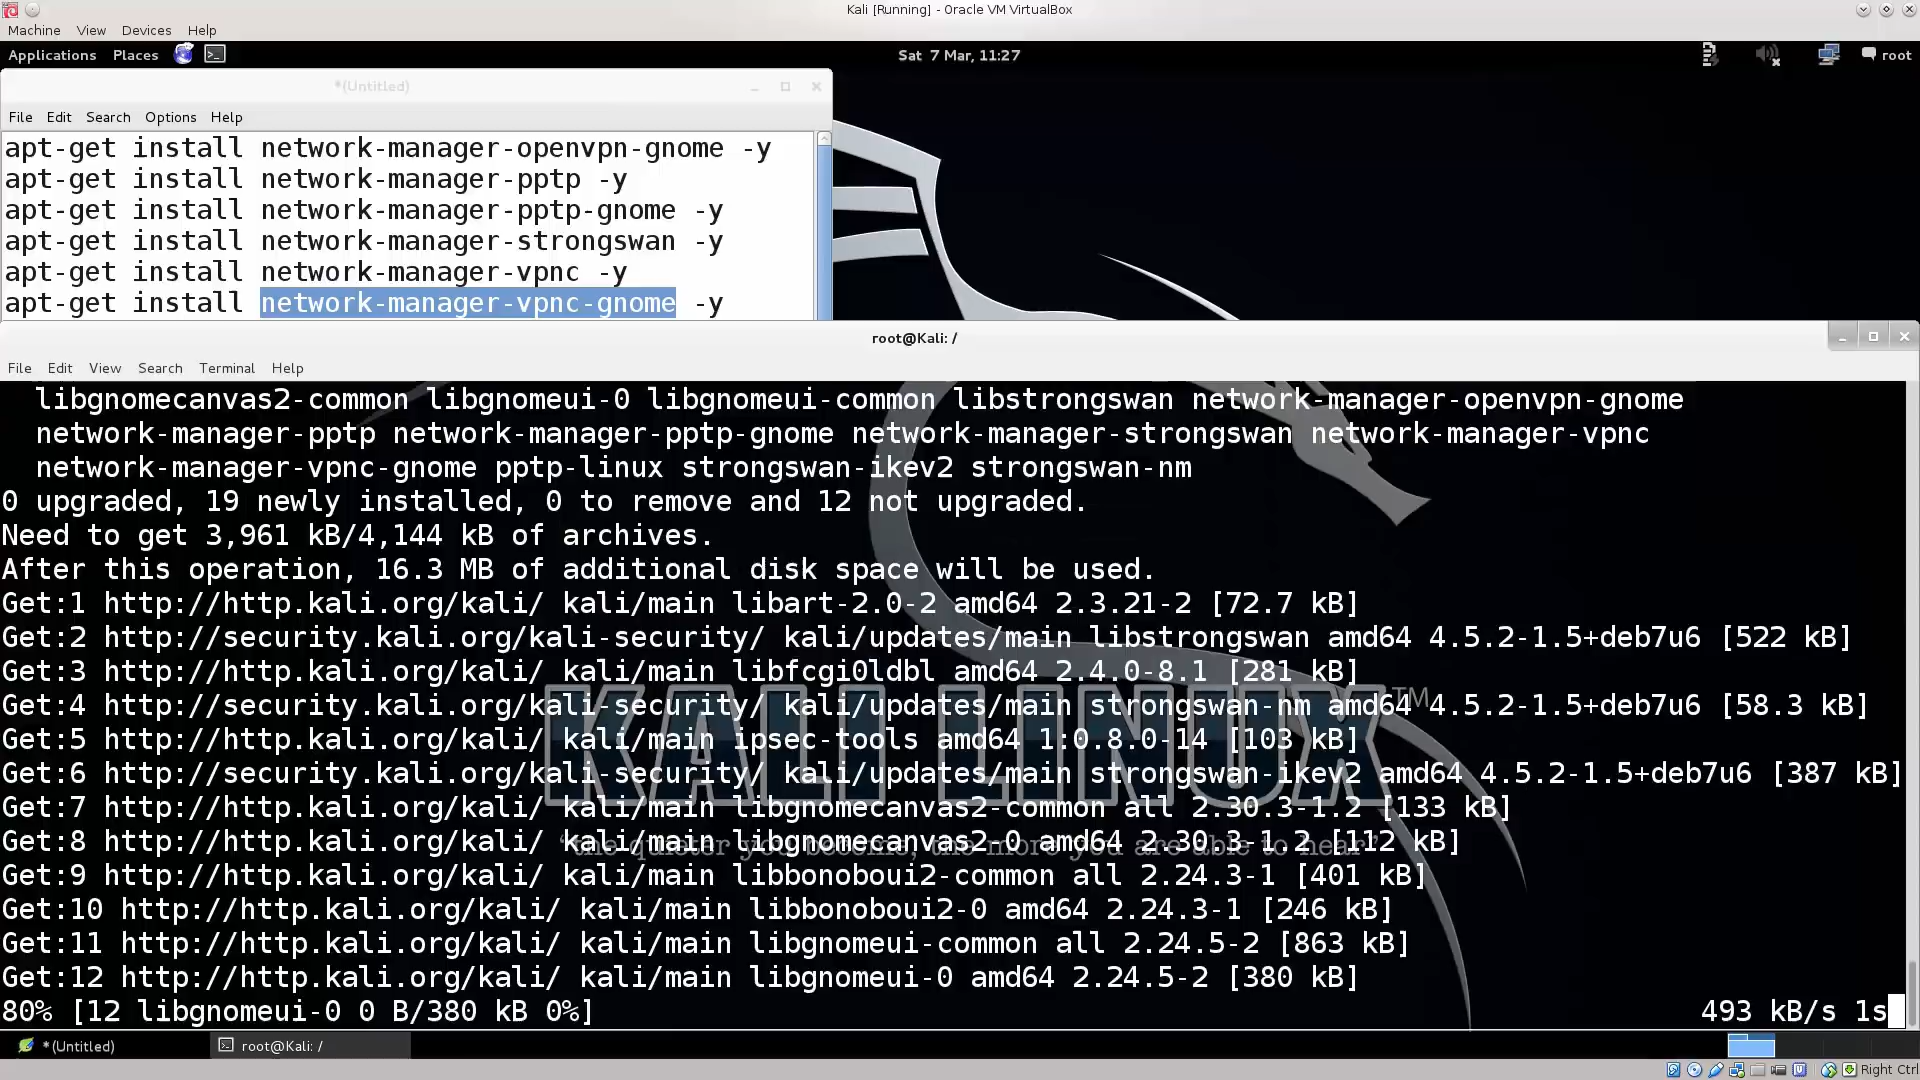 Kali [Running] - Oracle VM VirtualBox
Machine View Devices Help
Applications Places Sat 7 Mar, 11:27 root
*(Untitled)
File Edit Search Options Help
apt-get install network-manager-openvpn-gnome -y
apt-get install network-manager-pptp -y
apt-get install network-manager-pptp-gnome -y
apt-get install network-manager-strongswan -y
apt-get install network-manager-vpnc -y
apt-get install network-manager-vpnc-gnome -y
root@Kali: /
File Edit View Search Terminal Help
libgnomecanvas2-common libgnomeui-0 libgnomeui-common libstrongswan network-manager-openvpn-gnome
network-manager-pptp network-manager-pptp-gnome network-manager-strongswan network-manager-vpnc
network-manager-vpnc-gnome pptp-linux strongswan-ikev2 strongswan-nm
0 upgraded, 19 newly installed, 0 to remove and 12 not upgraded.
Need to get 3,961 kB/4,144 kB of archives.
After this operation, 16.3 MB of additional disk space will be used.
Get:1 http://http.kali.org/kali/ kali/main libart-2.0-2 amd64 2.3.21-2 [72.7 kB]
Get:2 http://security.kali.org/kali-security/ kali/updates/main libstrongswan amd64 4.5.2-1.5+deb7u6 [522 kB]
Get:3 http://http.kali.org/kali/ kali/main libfcgi0ldbl amd64 2.4.0-8.1 [281 kB]
Get:4 http://security.kali.org/kali-security/ kali/updates/main strongswan-nm amd64 4.5.2-1.5+deb7u6 [58.3 kB]
Get:5 http://http.kali.org/kali/ kali/main ipsec-tools amd64 1:0.8.0-14 [103 kB]
Get:6 http://security.kali.org/kali-security/ kali/updates/main strongswan-ikev2 amd64 4.5.2-1.5+deb7u6 [387 kB]
Get:7 http://http.kali.org/kali/ kali/main libgnomecanvas2-common all 2.30.3-1.2 [133 kB]
Get:8 http://http.kali.org/kali/ kali/main libgnomecanvas2-0 amd64 2.30.3-1.2 [112 kB]
Get:9 http://http.kali.org/kali/ kali/main libbonoboui2-common all 2.24.3-1 [401 kB]
Get:10 http://http.kali.org/kali/ kali/main libbonoboui2-0 amd64 2.24.3-1 [246 kB]
Get:11 http://http.kali.org/kali/ kali/main libgnomeui-common all 2.24.5-2 [863 kB]
Get:12 http://http.kali.org/kali/ kali/main libgnomeui-0 amd64 2.24.5-2 [380 kB]
80% [12 libgnomeui-0 0 B/380 kB 0%] 493 kB/s 1s
KALI LINUX™
"the quieter you become, the more you are able to hear"
*(Untitled) root@Kali: /
Right Ctrl